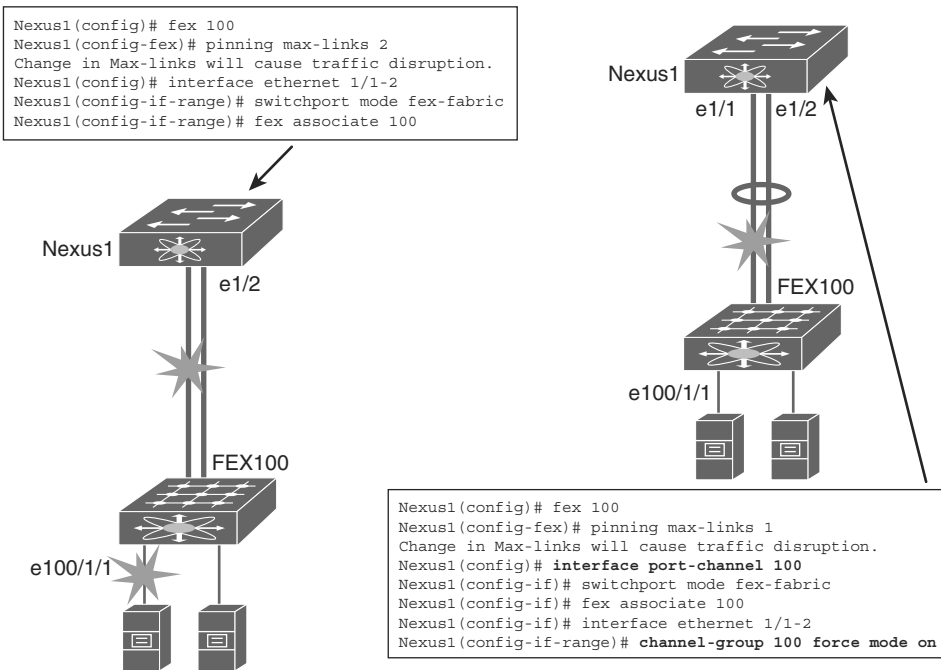 Nexus1(config)# fex 100
Nexus1(config-fex)# pinning max-links 2
Change in Max-links will cause traffic disruption.
Nexus1(config)# interface ethernet 1/1-2
Nexus1(config-if-range)# switchport mode fex-fabric
Nexus1(config-if-range)# fex associate 100
Nexus1
e1/2
FEX100
e100/1/1
Nexus1
e1/1
e1/2
FEX100
e100/1/1
Nexus1(config)# fex 100
Nexus1(config-fex)# pinning max-links 1
Change in Max-links will cause traffic disruption.
Nexus1(config)# interface port-channel 100
Nexus1(config-if)# switchport mode fex-fabric
Nexus1(config-if)# fex associate 100
Nexus1(config-if)# interface ethernet 1/1-2
Nexus1(config-if-range)# channel-group 100 force mode on